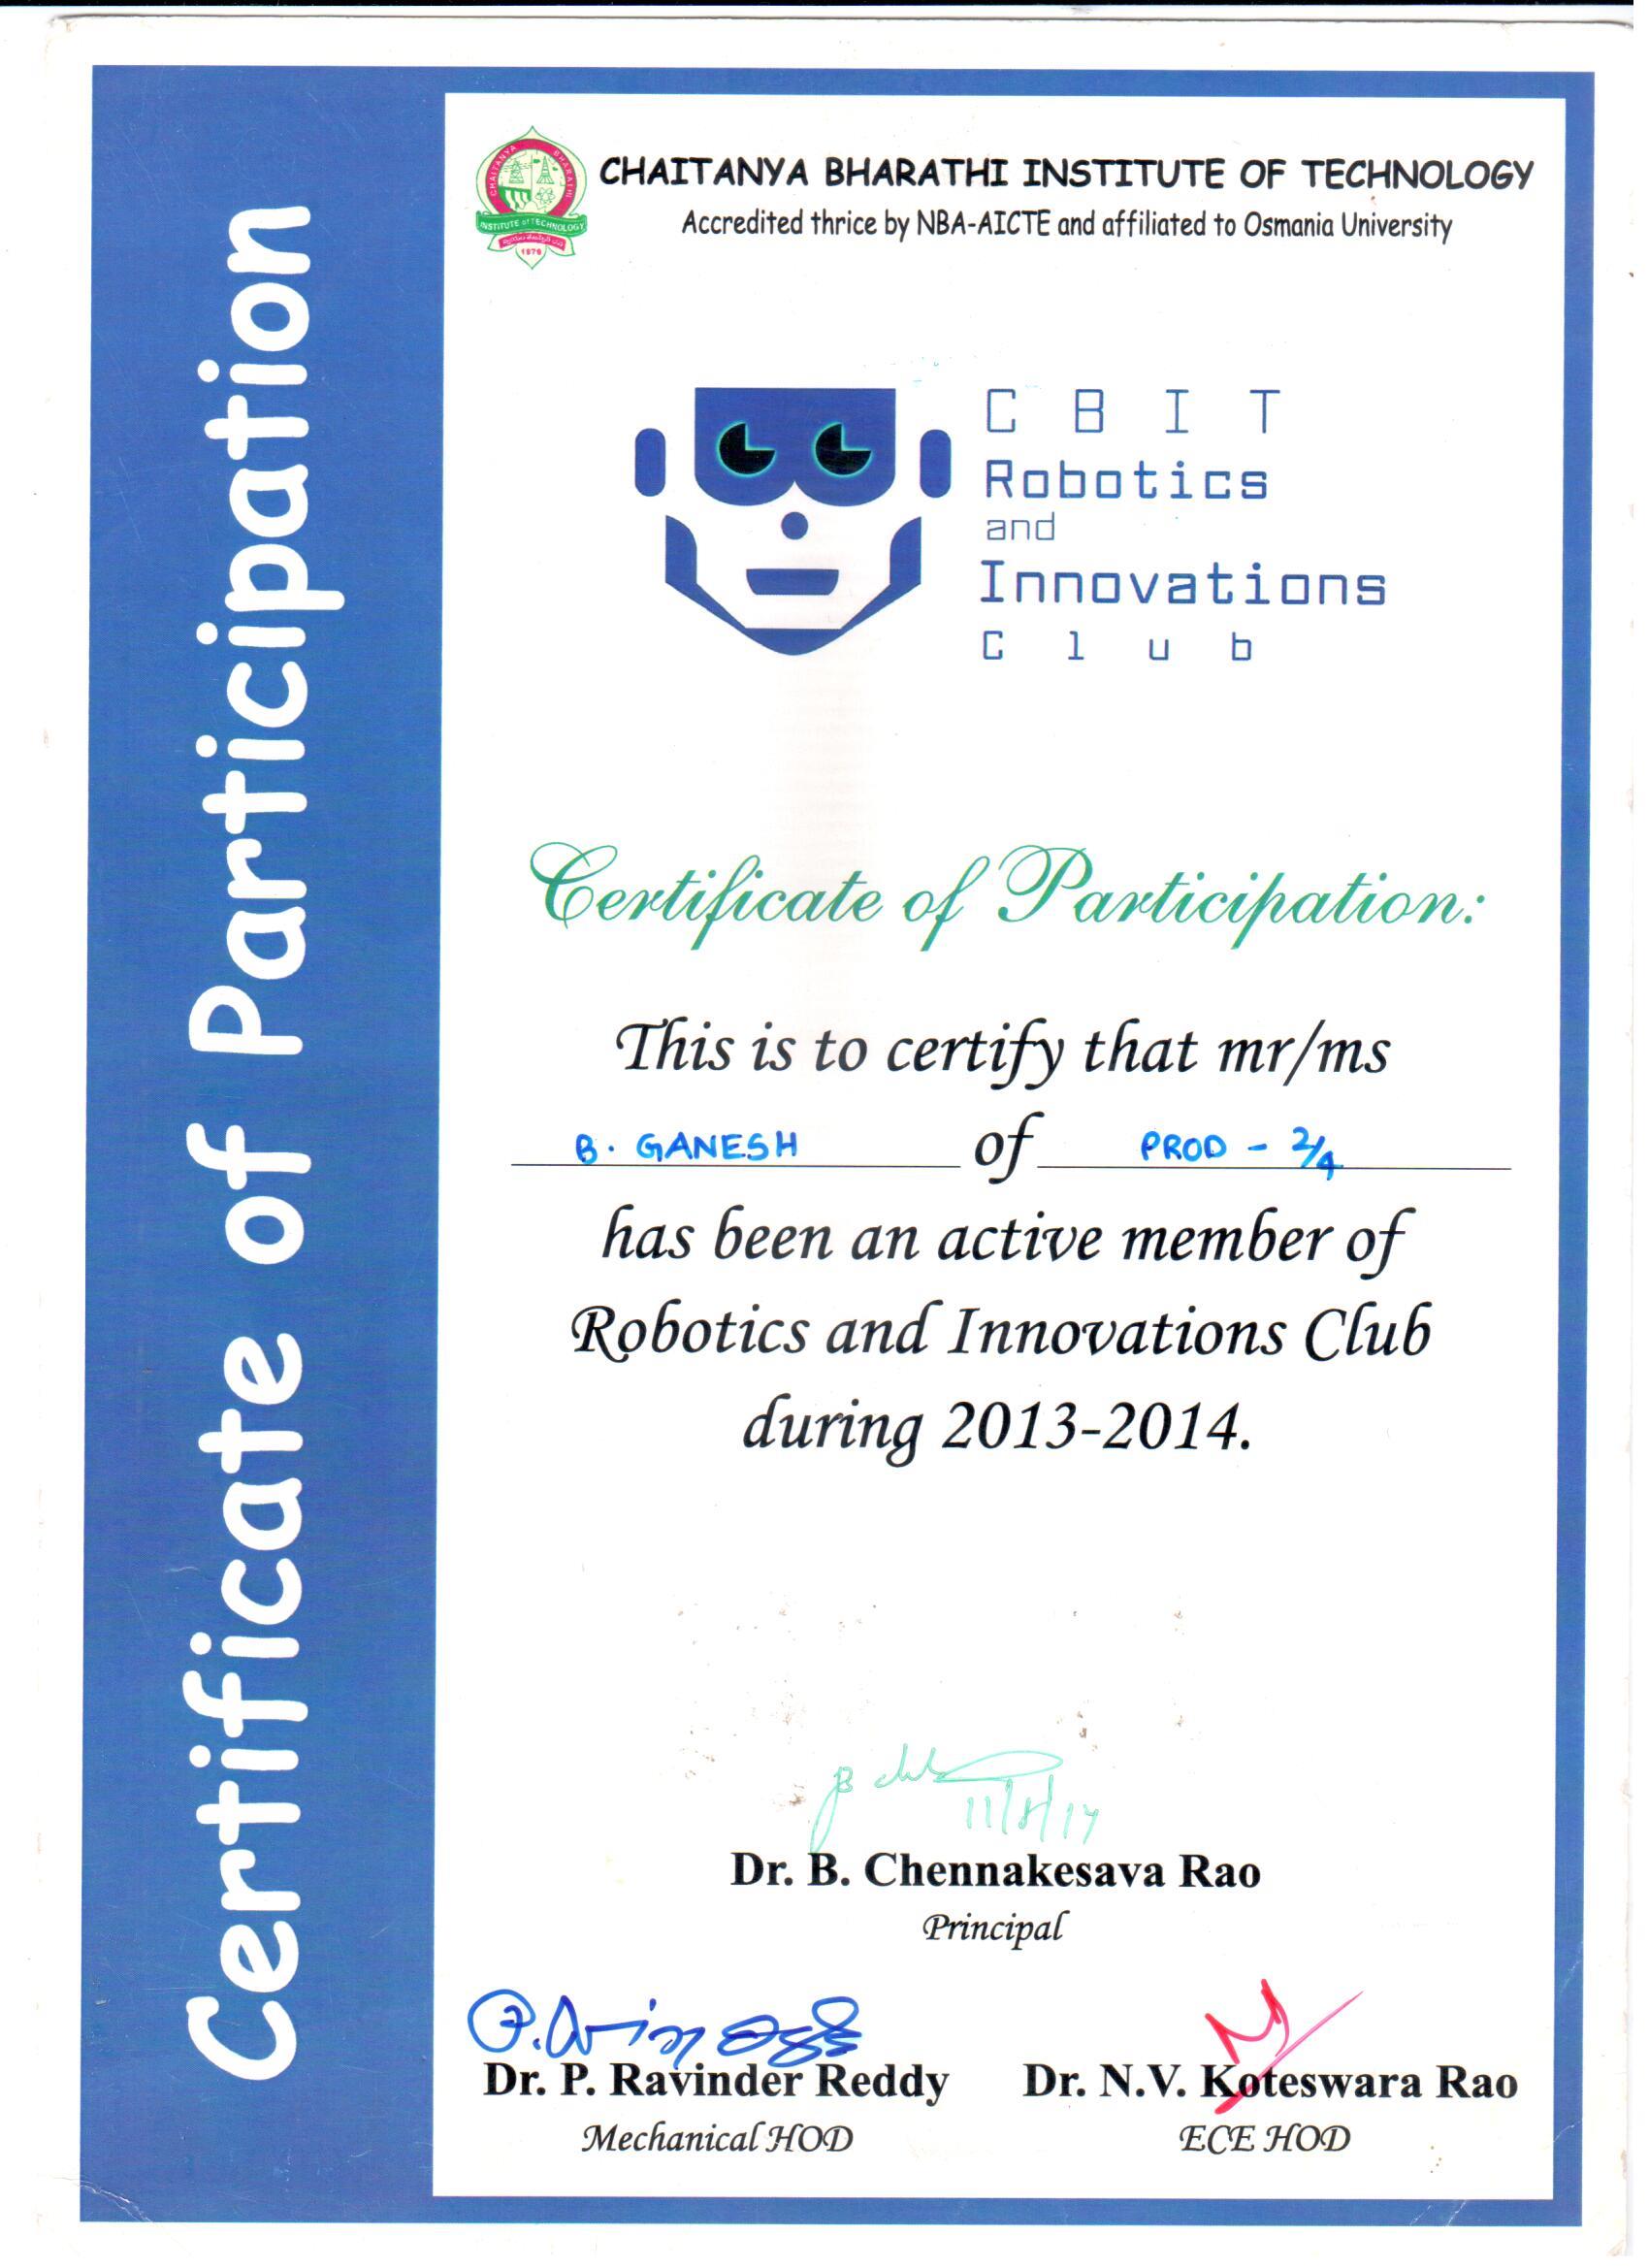 Certificate of Participation
CHAITANYA BHARATHI INSTITUTE OF TECHNOLOGY
Accredited thrice by NBA-AICTE and affiliated to Osmania University
CHAITANYA BHARATHI
INSTITUTE of TECHNOLOGY
1979
CBIT
Robotics
and
Innovations
Club
Certificate of Participation:
This is to certify that mr/ms
B. GANESH of PROD - 2/4
has been an active member of
Robotics and Innovations Club
during 2013-2014.
11/8/14
Dr. B. Chennakesava Rao
Principal
Dr. P. Ravinder Reddy Dr. N.V. Koteswara Rao
Mechanical HOD ECE HOD